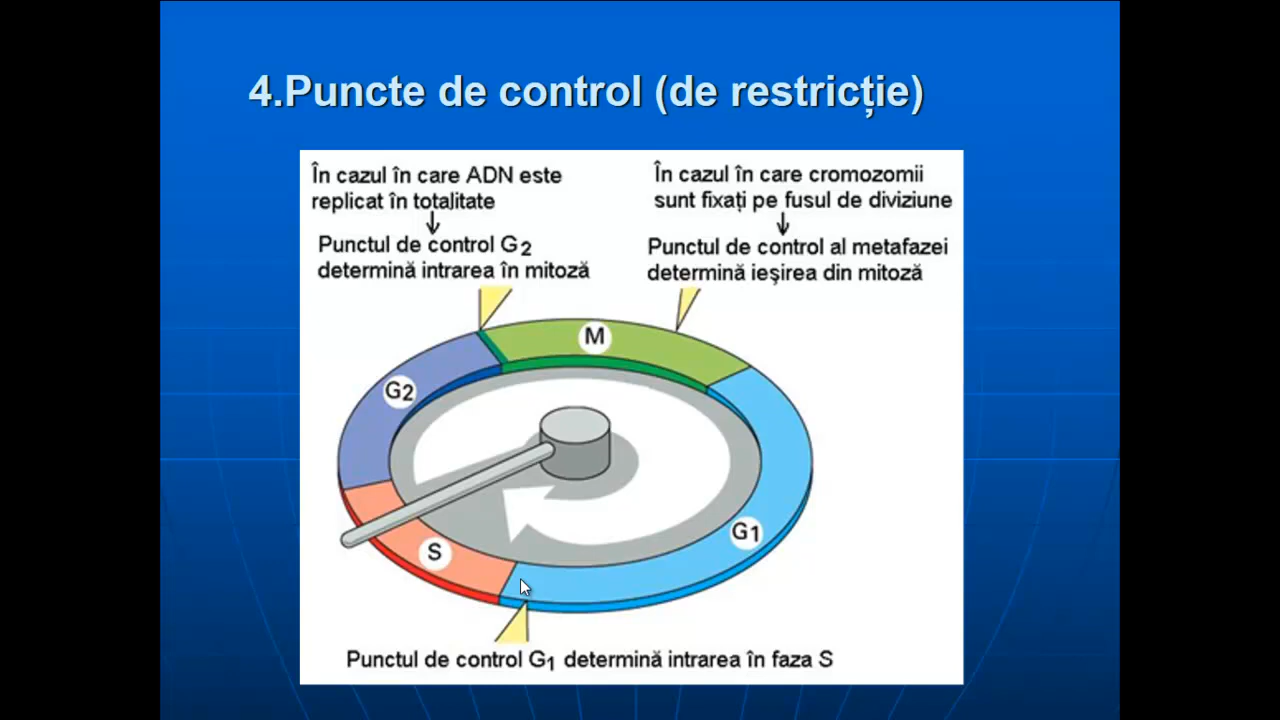 4.Puncte de control (de restricție)
În cazul în care ADN este
replicat în totalitate
Punctul de control G2
determină intrarea în mitoză
În cazul în care cromozomii
sunt fixați pe fusul de diviziune
Punctul de control al metafazei
determină ieşirea din mitoză
M
G2
G1
S
Punctul de control G1 determină intrarea în faza S